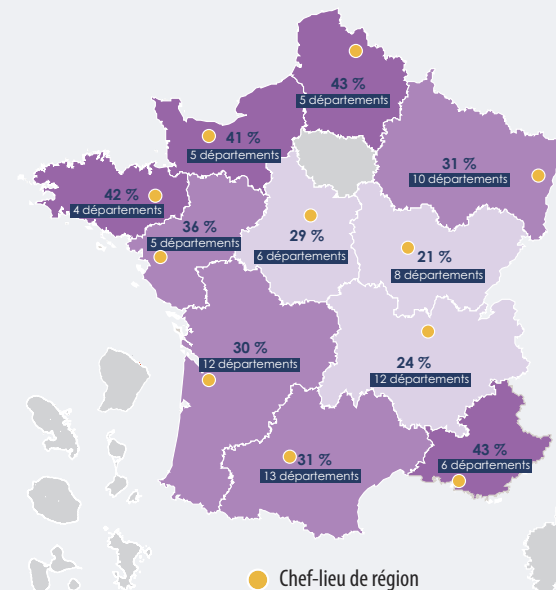 43 %
5 départements
41 %
5 départements
31 %
10 départements
42 %
4 départements
36 %
5 départements
29 %
6 départements
21 %
8 départements
30 %
12 départements
24 %
12 départements
31 %
13 départements
43 %
6 départements
Chef-lieu de région